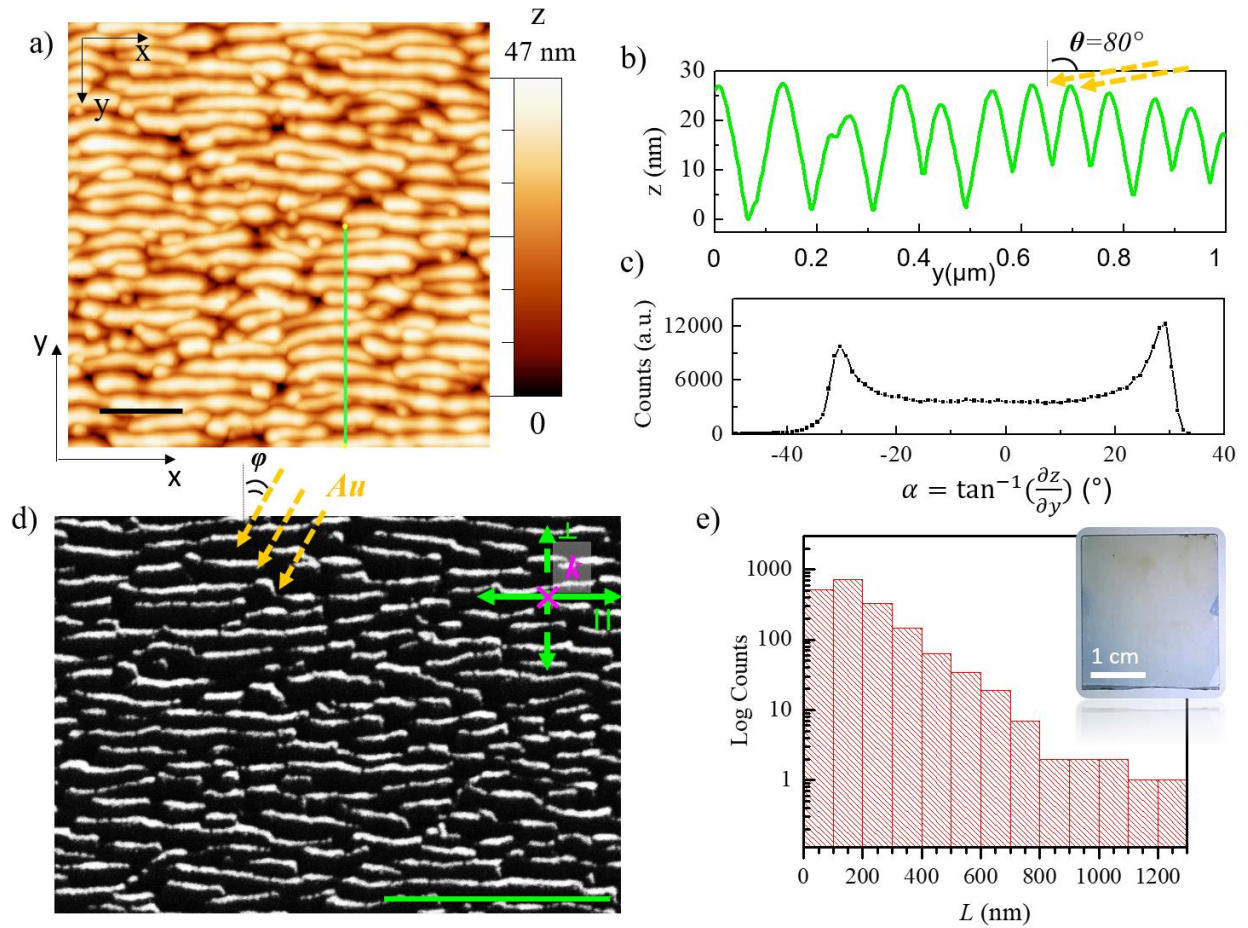 a)
x
y
z
47 nm
0
y
x
b)
θ=80°
30
20
10
0
z (nm)
0
0.2
0.4
0.6
0.8
1
y(μm)
c)
12000
6000
0
Counts (a.u.)
-40
-20
0
20
40
α = tan⁻¹(∂z/∂y) (°)
d)
φ
Au
⊥
k
||
e)
1000
100
10
1
Log Counts
0
200
400
600
800
1000
1200
L (nm)
1 cm